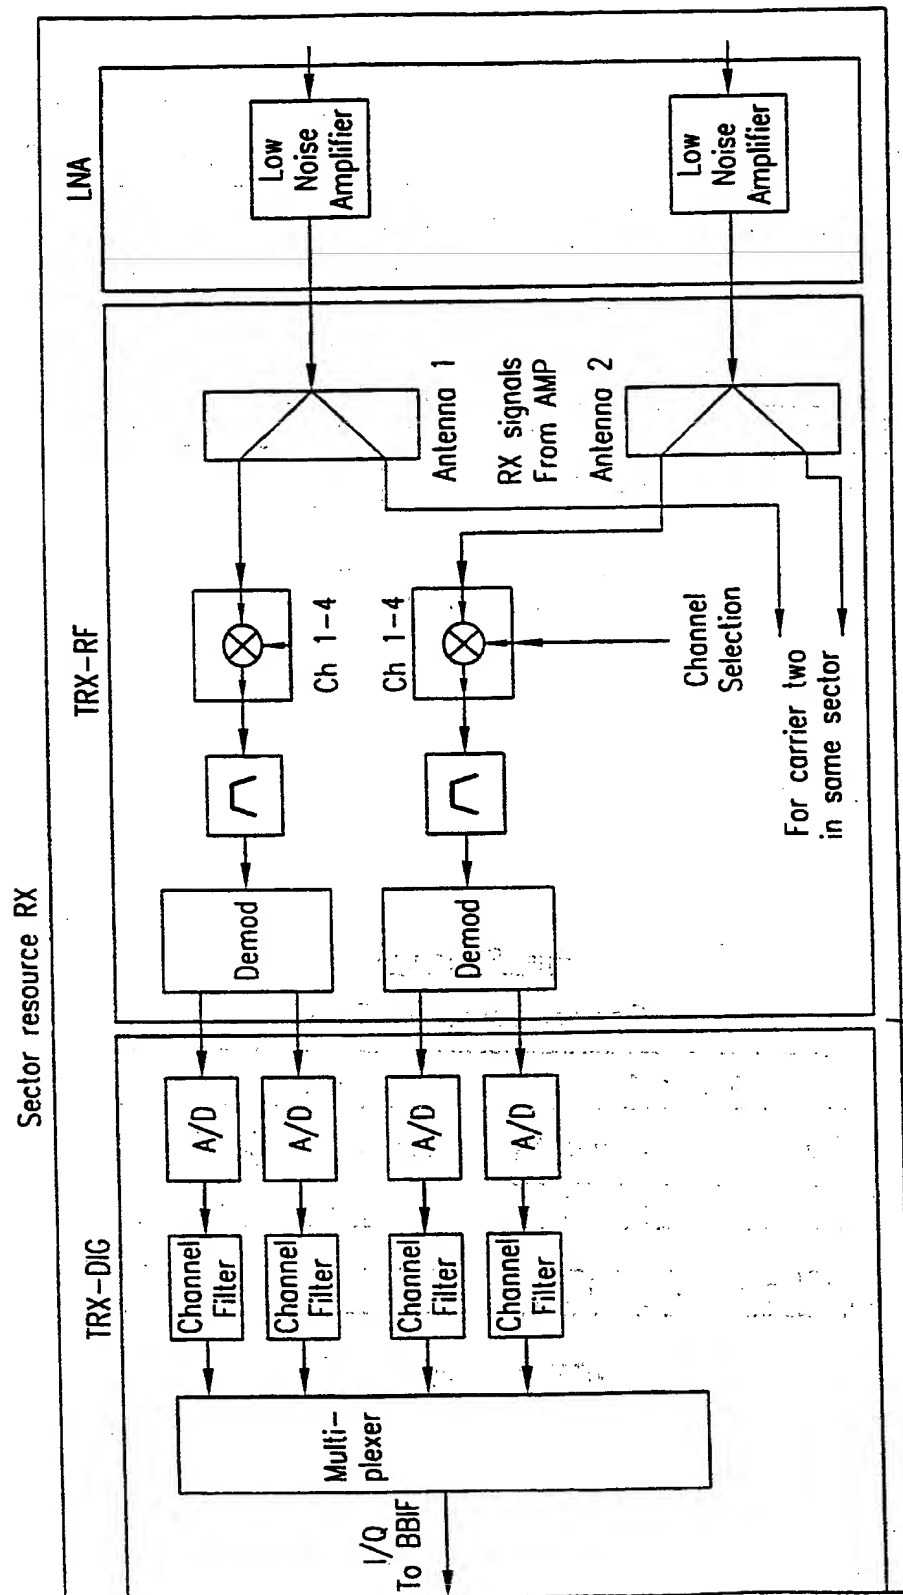 Sector resource RX
TRX-DIG
TRX-RF
LNA
I/Q
To BBIF
Multi-
plexer
Channel
Filter
Channel
Filter
Channel
Filter
Channel
Filter
A/D
A/D
A/D
A/D
Demod
Demod
Ch 1-4
Ch 1-4
Channel
Selection
For carrier two
in same sector
Antenna 1
RX signals
From AMP
Antenna 2
Low
Noise
Amplifier
Low
Noise
Amplifier